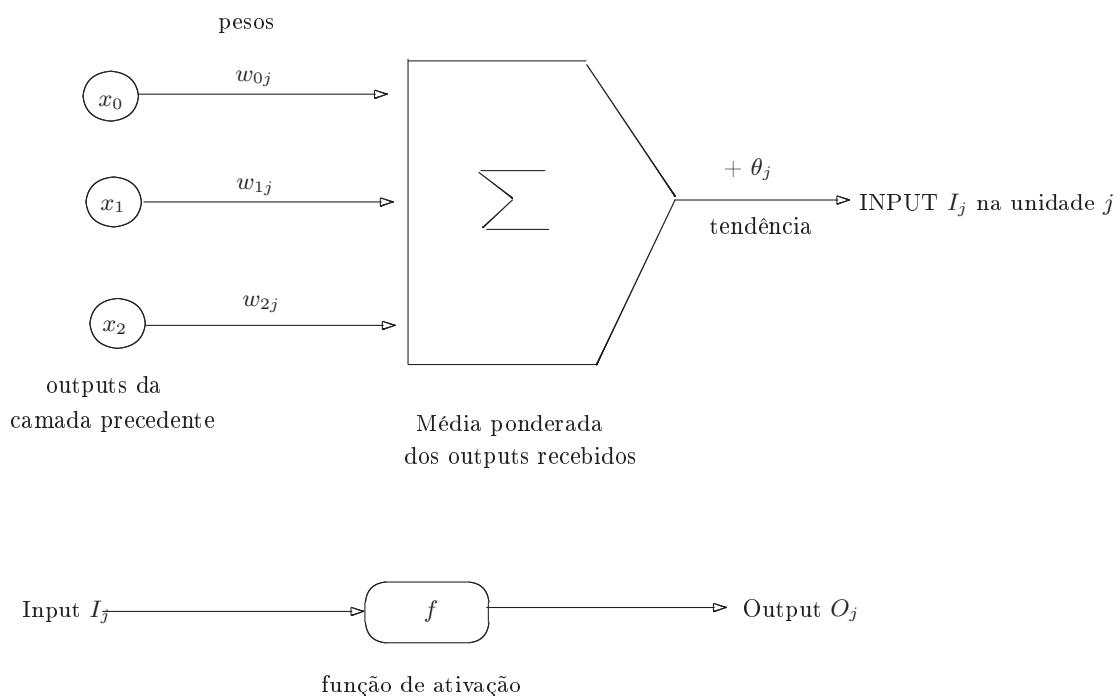 pesos
w₀ⱼ
x₀
w₁ⱼ
x₁
∑
+ θⱼ
INPUT Iⱼ na unidade j
tendência
w₂ⱼ
x₂
outputs da
camada precedente
Média ponderada
dos outputs recebidos
Input Iⱼ
f
Output Oⱼ
função de ativação